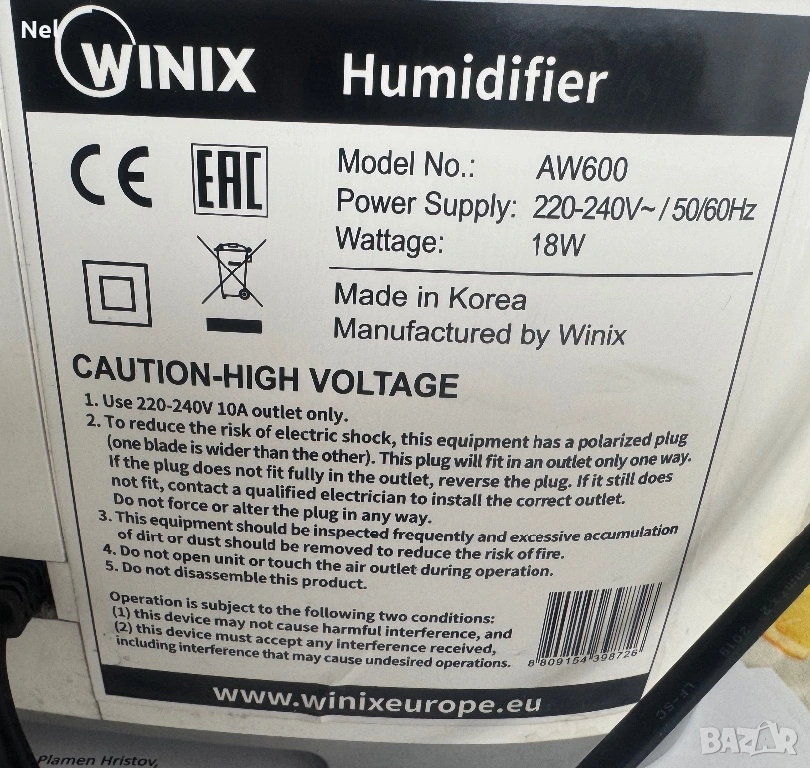 Nel
WINIX
Humidifier
CE
EAC
Model No.: AW600
Power Supply: 220-240V~ / 50/60Hz
Wattage: 18W
Made in Korea
Manufactured by Winix
CAUTION-HIGH VOLTAGE
1. Use 220-240V 10A outlet only.
2. To reduce the risk of electric shock, this equipment has a polarized plug
(one blade is wider than the other). This plug will fit in an outlet only one way.
If the plug does not fit fully in the outlet, reverse the plug. If it still does
not fit, contact a qualified electrician to install the correct outlet.
Do not force or alter the plug in any way.
3. This equipment should be inspected frequently and excessive accumulation
of dirt or dust should be removed to reduce the risk of fire.
4. Do not open unit or touch the air outlet during operation.
5. Do not disassemble this product.
Operation is subject to the following two conditions:
(1) this device may not cause harmful interference, and
(2) this device must accept any interference received,
including interference that may cause undesired operations.
8 809154 398726
www.winixeurope.eu
2019
LF-SC
BAZAR
Plamen Hristov,